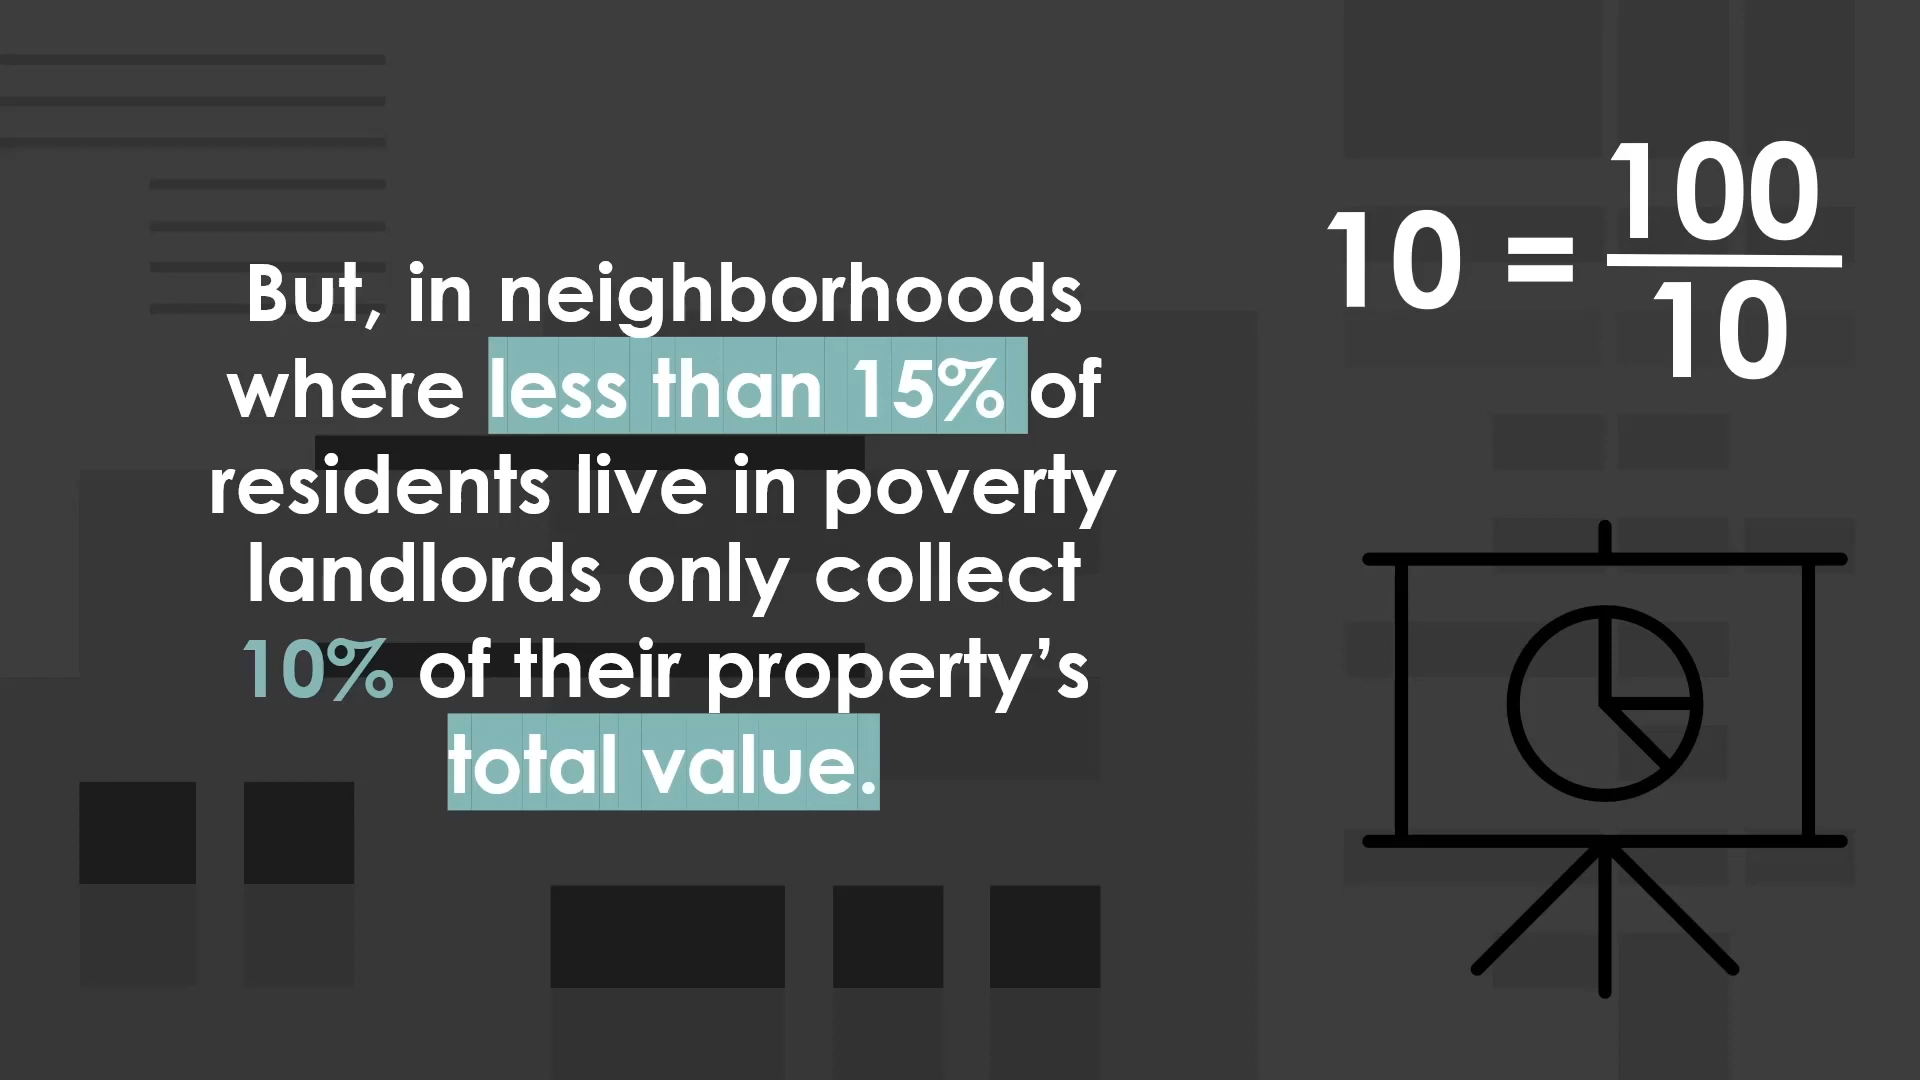 But, in neighborhoods
where less than 15% of
residents live in poverty
landlords only collect
10% of their property’s
total value.
10 = 100
10